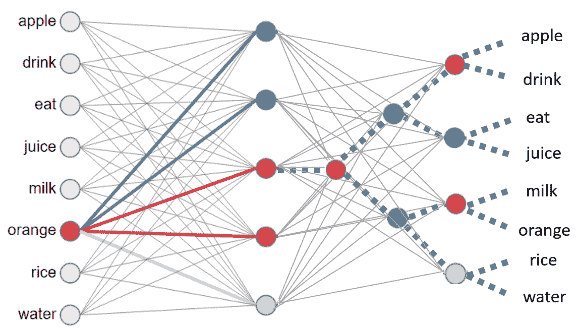 apple
drink
eat
juice
milk
orange
rice
water
apple
drink
eat
juice
milk
orange
rice
water